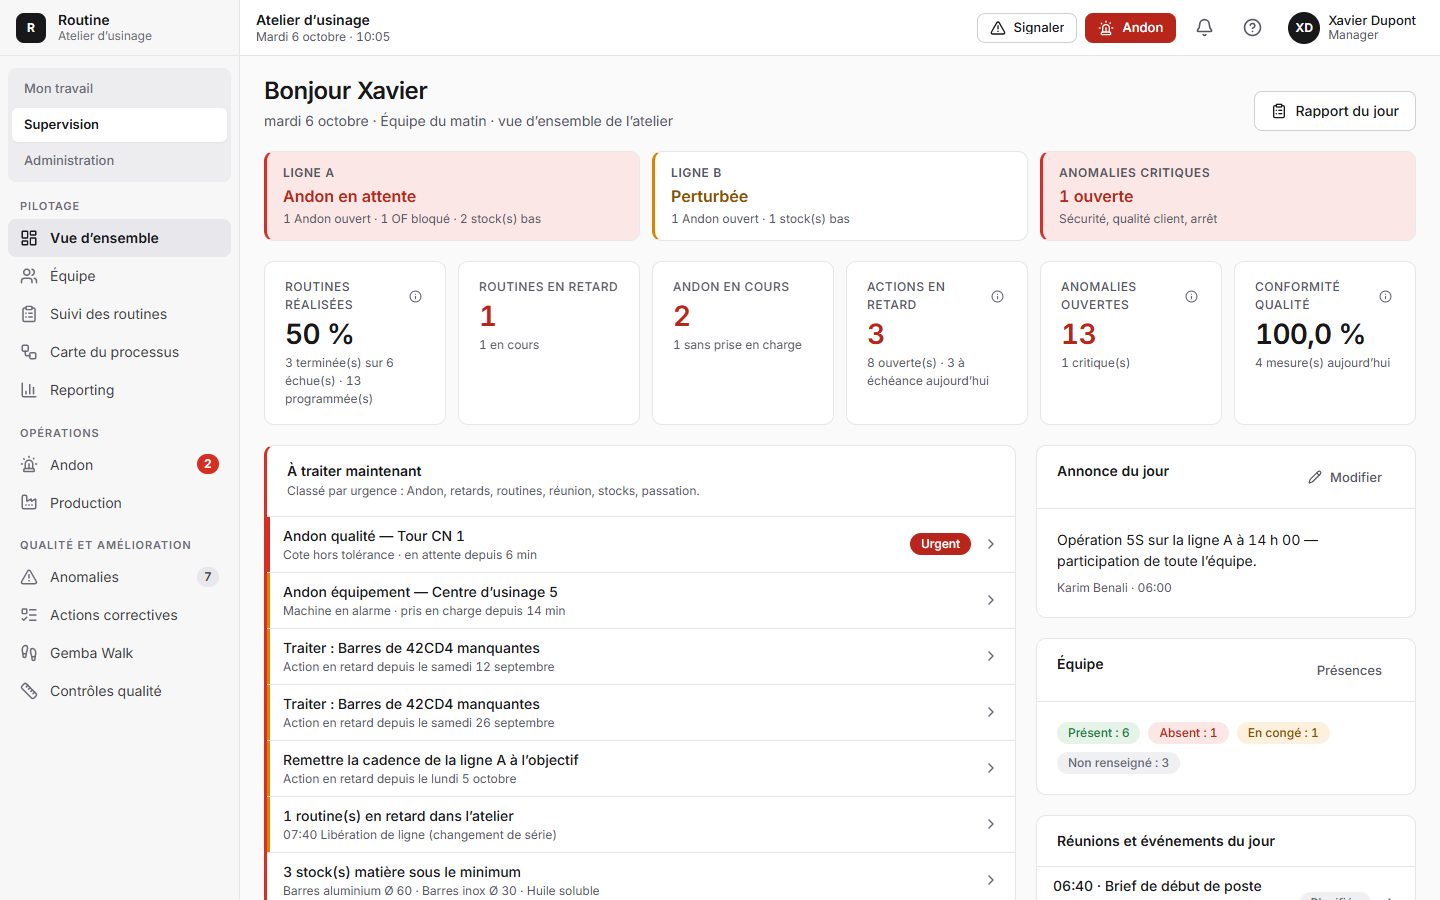 R
Routine
Atelier d’usinage
Mon travail
Supervision
Administration
PILOTAGE
Vue d’ensemble
Équipe
Suivi des routines
Carte du processus
Reporting
OPÉRATIONS
Andon
2
Production
QUALITÉ ET AMÉLIORATION
Anomalies
7
Actions correctives
Gemba Walk
Contrôles qualité
Atelier d’usinage
Mardi 6 octobre · 10:05
Signaler
Andon
XD
Xavier Dupont
Manager
Bonjour Xavier
mardi 6 octobre · Équipe du matin · vue d’ensemble de l’atelier
Rapport du jour
LIGNE A
Andon en attente
1 Andon ouvert · 1 OF bloqué · 2 stock(s) bas
LIGNE B
Perturbée
1 Andon ouvert · 1 stock(s) bas
ANOMALIES CRITIQUES
1 ouverte
Sécurité, qualité client, arrêt
ROUTINES
RÉALISÉES
50 %
3 terminée(s) sur 6
échue(s) · 13
programmée(s)
ROUTINES EN RETARD
1
1 en cours
ANDON EN COURS
2
1 sans prise en charge
ACTIONS EN
RETARD
3
8 ouverte(s) · 3 à
échéance aujourd’hui
ANOMALIES
OUVERTES
13
1 critique(s)
CONFORMITÉ
QUALITÉ
100,0 %
4 mesure(s) aujourd’hui
À traiter maintenant
Classé par urgence : Andon, retards, routines, réunion, stocks, passation.
Andon qualité — Tour CN 1
Cote hors tolérance · en attente depuis 6 min
Urgent
Andon équipement — Centre d’usinage 5
Machine en alarme · pris en charge depuis 14 min
Traiter : Barres de 42CD4 manquantes
Action en retard depuis le samedi 12 septembre
Traiter : Barres de 42CD4 manquantes
Action en retard depuis le samedi 26 septembre
Remettre la cadence de la ligne A à l’objectif
Action en retard depuis le lundi 5 octobre
1 routine(s) en retard dans l’atelier
07:40 Libération de ligne (changement de série)
3 stock(s) matière sous le minimum
Barres aluminium Ø 60 · Barres inox Ø 30 · Huile soluble
Annonce du jour
Modifier
Opération 5S sur la ligne A à 14 h 00 —
participation de toute l’équipe.
Karim Benali · 06:00
Équipe
Présences
Présent : 6
Absent : 1
En congé : 1
Non renseigné : 3
Réunions et événements du jour
06:40 · Brief de début de poste